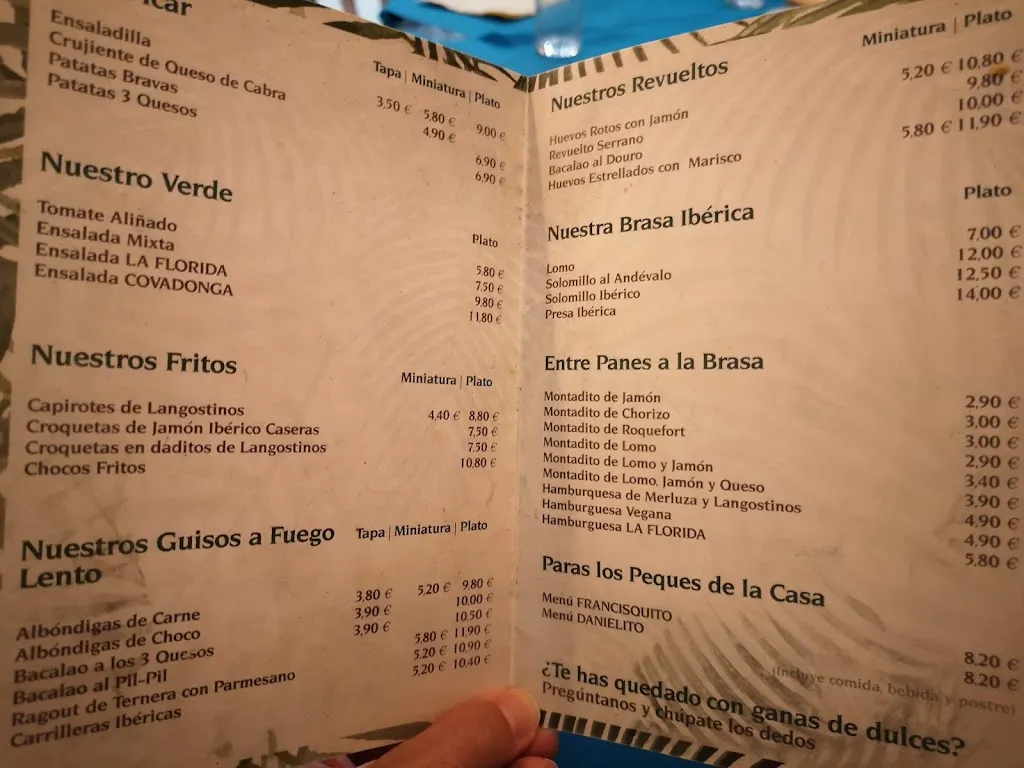 Tapa | Miniatura | Plato
Ensaladilla 3,50 € 5,80 € 9,00 €
Crujiente de Queso de Cabra 4,90 €
Patatas Bravas 6,90 €
Patatas 3 Quesos 6,90 €
Nuestro Verde
Plato
Tomate Aliñado 5,80 €
Ensalada Mixta 7,50 €
Ensalada LA FLORIDA 9,80 €
Ensalada COVADONGA 11,80 €
Nuestros Fritos
Miniatura | Plato
Capirotes de Langostinos 4,40 € 8,80 €
Croquetas de Jamón Ibérico Caseras 7,50 €
Croquetas en daditos de Langostinos 7,50 €
Chocos Fritos 10,80 €
Nuestros Guisos a Fuego
Lento
Tapa | Miniatura | Plato
Albóndigas de Carne 3,80 € 5,20 € 9,80 €
Albóndigas de Choco 3,90 € 10,00 €
Bacalao a los 3 Quesos 3,90 € 10,50 €
Bacalao al Pil-Pil 5,80 € 11,90 €
Ragout de Ternera con Parmesano 5,20 € 10,90 €
Carrilleras Ibéricas 5,20 € 10,40 €
Nuestros Revueltos
Miniatura | Plato
Huevos Rotos con Jamón 5,20 € 10,80 €
Revuelto Serrano 9,80 €
Bacalao al Douro 10,00 €
Huevos Estrellados con Marisco 5,80 € 11,90 €
Nuestra Brasa Ibérica
Plato
Lomo 7,00 €
Solomillo al Andévalo 12,00 €
Solomillo Ibérico 12,50 €
Presa Ibérica 14,00 €
Entre Panes a la Brasa
Montadito de Jamón 2,90 €
Montadito de Chorizo 3,00 €
Montadito de Roquefort 3,00 €
Montadito de Lomo 2,90 €
Montadito de Lomo y Jamón 3,40 €
Montadito de Lomo, Jamón y Queso 3,90 €
Hamburquesa de Merluza y Langostinos 4,90 €
Hamburguesa Vegana 4,90 €
Hamburguesa LA FLORIDA 5,80 €
Paras los Peques de la Casa
Menú FRANCISQUITO 8,20 €
Menú DANIELITO 8,20 €
(Incluye comida, bebida y postre)
¿Te has quedado con ganas de dulces?
Pregúntanos y chúpate los dedos